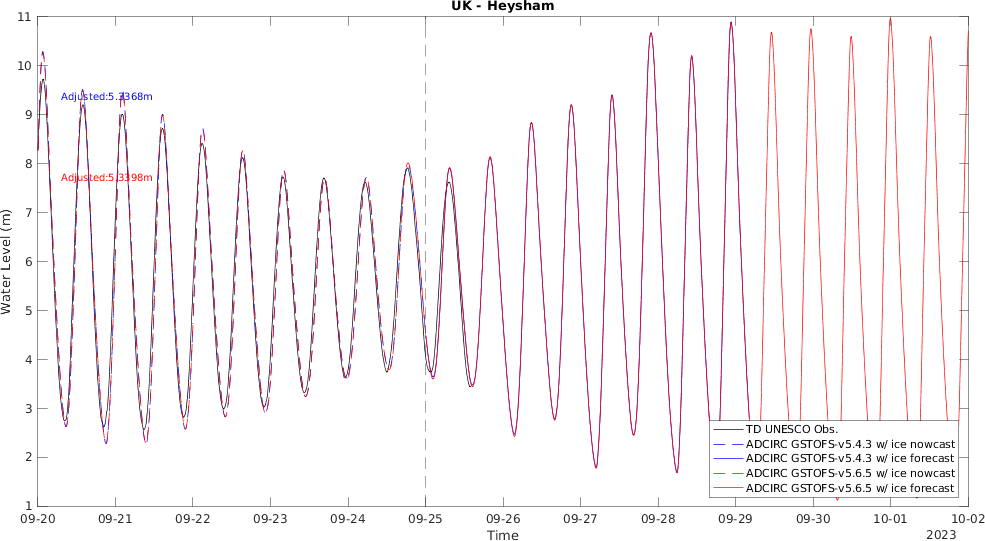 UK - Heysham
11
10
9
8
7
6
5
4
3
2
1
Water Level (m)
Adjusted:5.3368m
Adjusted:5.3398m
TD UNESCO Obs.
ADCIRC GSTOFS-v5.4.3 w/ ice nowcast
ADCIRC GSTOFS-v5.4.3 w/ ice forecast
ADCIRC GSTOFS-v5.6.5 w/ ice nowcast
ADCIRC GSTOFS-v5.6.5 w/ ice forecast
09-20 09-21 09-22 09-23 09-24 09-25 09-26 09-27 09-28 09-29 09-30 10-01 10-02
Time
2023